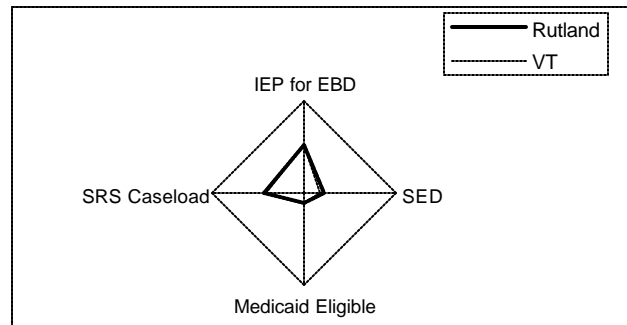 Rutland
VT
IEP for EBD
SRS Caseload
SED
Medicaid Eligible